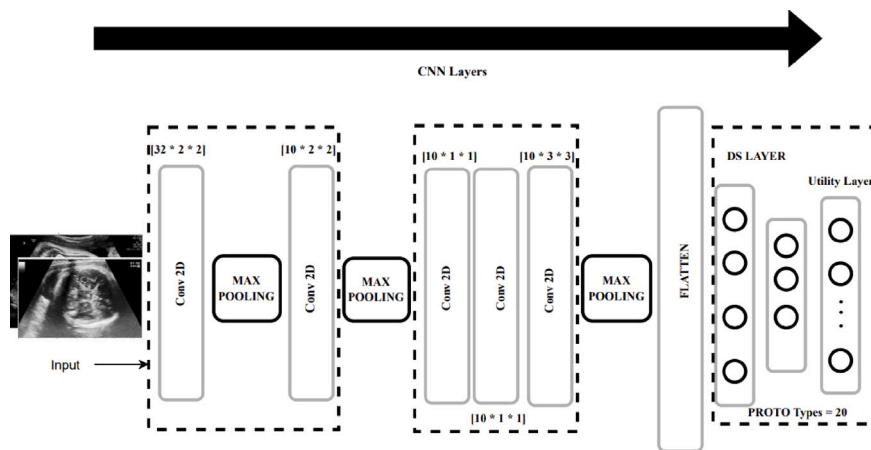 CNN Layers
[32 * 2 * 2]
[10 * 2 * 2]
[10 * 1 * 1]
[10 * 3 * 3]
DS LAYER
Utility Layer
Conv 2D
MAX
POOLING
Conv 2D
MAX
POOLING
Conv 2D
Conv 2D
Conv 2D
MAX
POOLING
FLATTEN
Input
[10 * 1 * 1]
PROTO Types = 20